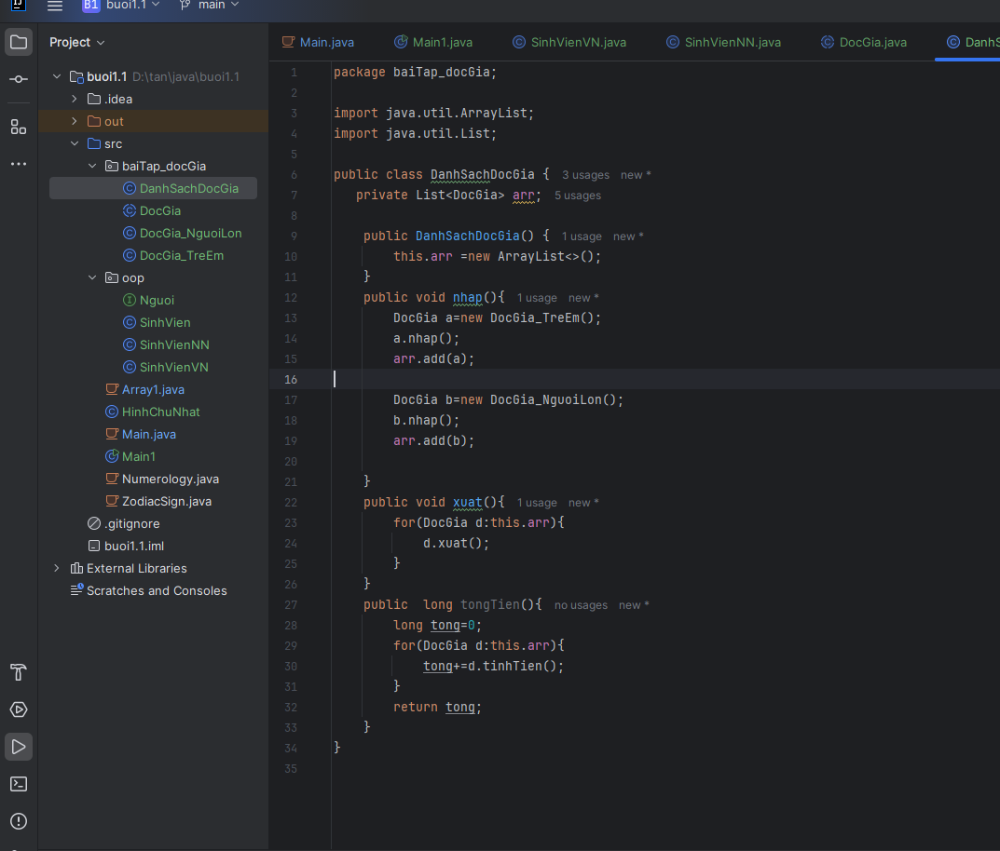 IJ
B1 buoi1.1 main
Project
Main.java Main1.java SinhVienVN.java SinhVienNN.java DocGia.java DanhS
buoi1.1 D:\tan\java\buoi1.1
.idea
out
src
baiTap_docGia
DanhSachDocGia
DocGia
DocGia_NguoiLon
DocGia_TreEm
oop
Nguoi
SinhVien
SinhVienNN
SinhVienVN
Array1.java
HinhChuNhat
Main.java
Main1
Numerology.java
ZodiacSign.java
.gitignore
buoi1.1.iml
External Libraries
Scratches and Consoles
1 package baiTap_docGia;
2
3 import java.util.ArrayList;
4 import java.util.List;
5
6 public class DanhSachDocGia { 3 usages new *
7 private List<DocGia> arr; 5 usages
8
9 public DanhSachDocGia() { 1 usage new *
10 this.arr =new ArrayList<>();
11 }
12 public void nhap(){ 1 usage new *
13 DocGia a=new DocGia_TreEm();
14 a.nhap();
15 arr.add(a);
16
17 DocGia b=new DocGia_NguoiLon();
18 b.nhap();
19 arr.add(b);
20
21 }
22 public void xuat(){ 1 usage new *
23 for(DocGia d:this.arr){
24 d.xuat();
25 }
26 }
27 public  long tongTien(){ no usages new *
28 long tong=0;
29 for(DocGia d:this.arr){
30 tong+=d.tinhTien();
31 }
32 return tong;
33 }
34 }
35